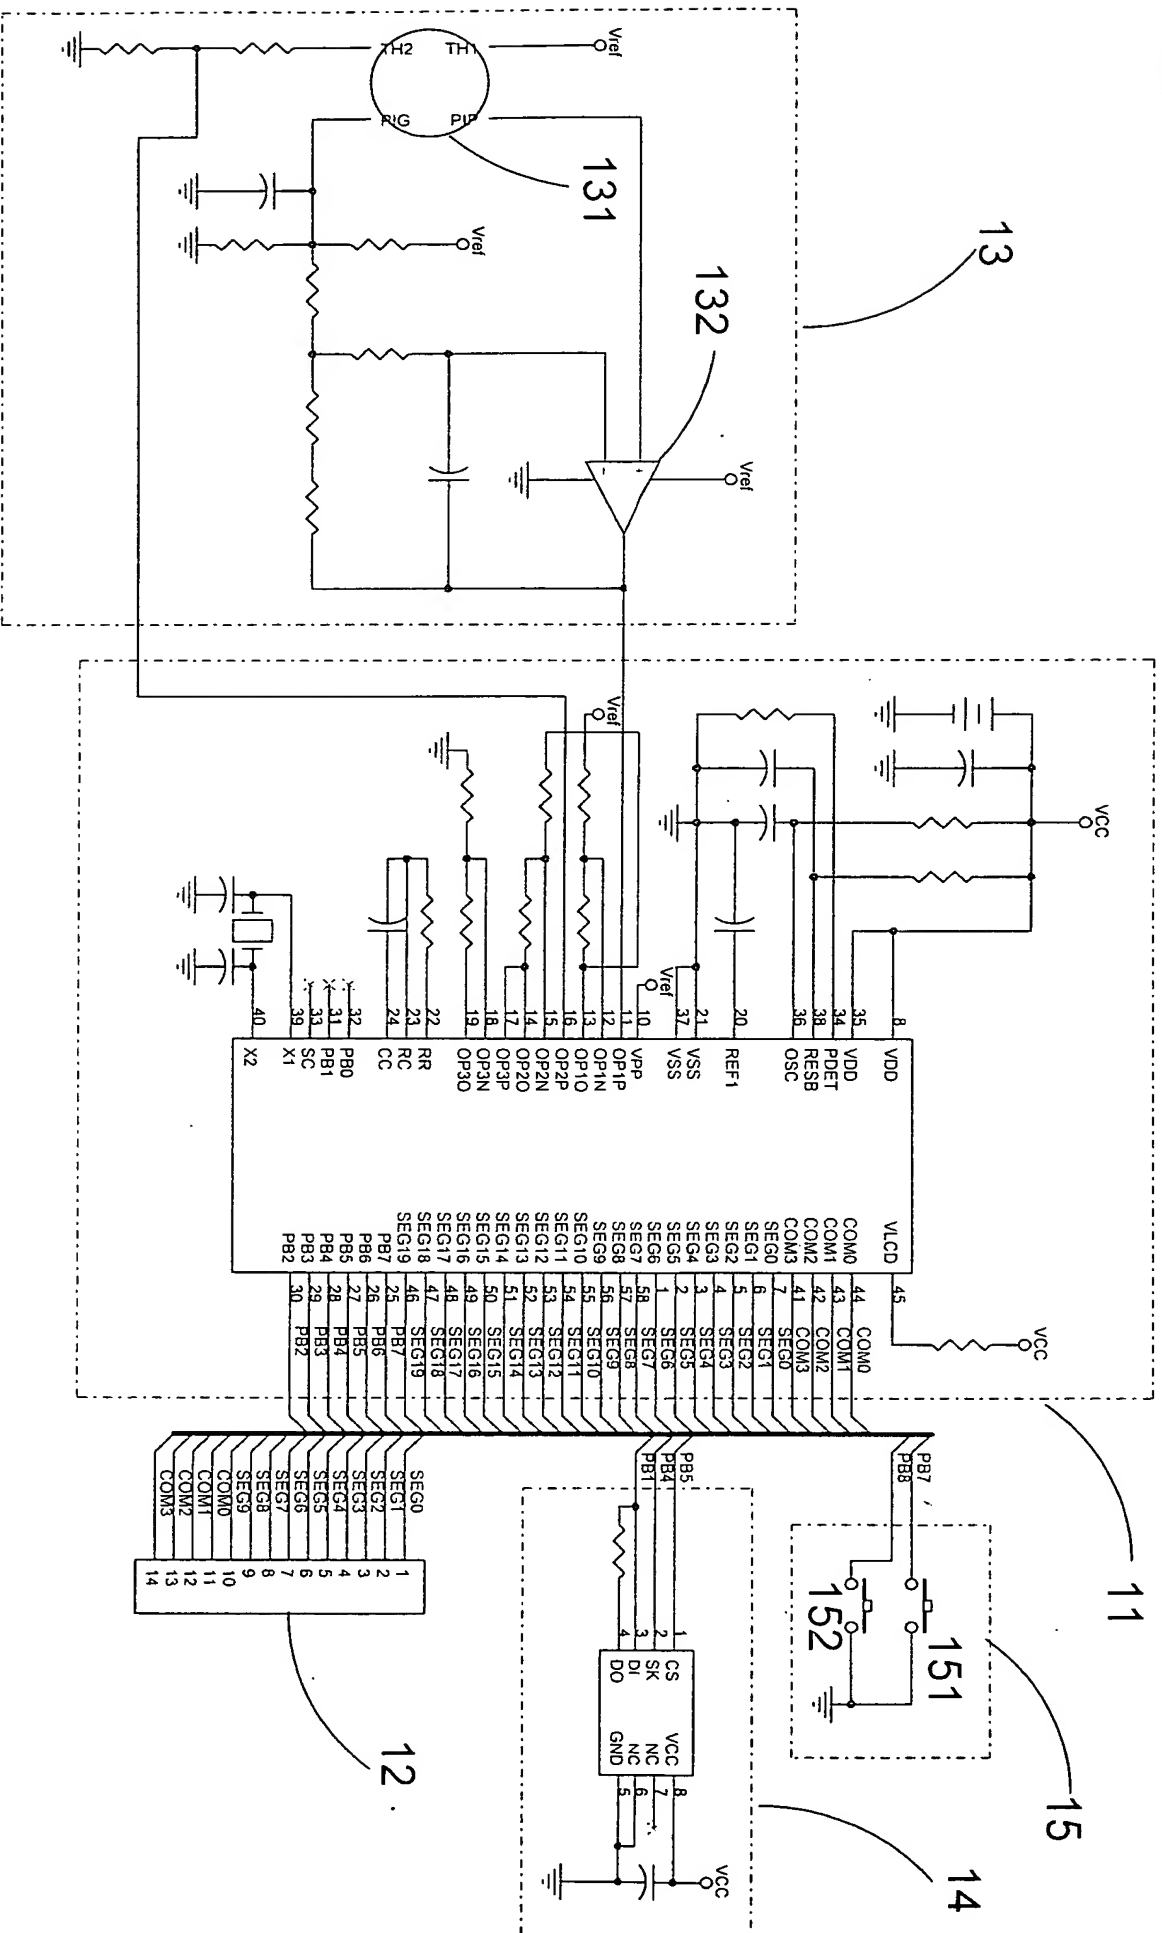 13
Vref
TH1
TH2
PIP
PIG
131
Vref
132
Vref
+
-
11
VCC
Vref
Vref
8 VDD
35 VDD
34 PDET
38 RESB
36 OSC
20 REF1
21 VSS
37 VSS
10 VPP
11 OP1P
12 OP1N
13 OP1O
16 OP2P
15 OP2N
14 OP2O
17 OP3P
18 OP3N
19 OP3O
22 RR
23 RC
24 CC
32 PB0
31 PB1
33 SC
39 X1
40 X2
VCC
VLCD 45
COM0 44 COM0
COM1 43 COM1
COM2 42 COM2
COM3 41 COM3
SEG0 7 SEG0
SEG1 6 SEG1
SEG2 5 SEG2
SEG3 4 SEG3
SEG4 3 SEG4
SEG5 2 SEG5
SEG6 1 SEG6
SEG7 58 SEG7
SEG8 57 SEG8
SEG9 56 SEG9
SEG10 55 SEG10
SEG11 54 SEG11
SEG12 53 SEG12
SEG13 52 SEG13
SEG14 51 SEG14
SEG15 50 SEG15
SEG16 49 SEG16
SEG17 48 SEG17
SEG18 47 SEG18
SEG19 46 SEG19
PB7 25 PB7
PB6 26 PB6
PB5 27 PB5
PB4 28 PB4
PB3 29 PB3
PB2 30 PB2
15
PB7
PB8
151
152
14
PB5
PB4
PB1
1 CS VCC 8
2 SK NC 7
3 DI NC 6
4 DO GND 5
VCC
SEG0 1
SEG1 2
SEG2 3
SEG3 4
SEG4 5
SEG5 6
SEG6 7
SEG7 8
SEG8 9
SEG9 10
COM0 11
COM1 12
COM2 13
COM3 14
12